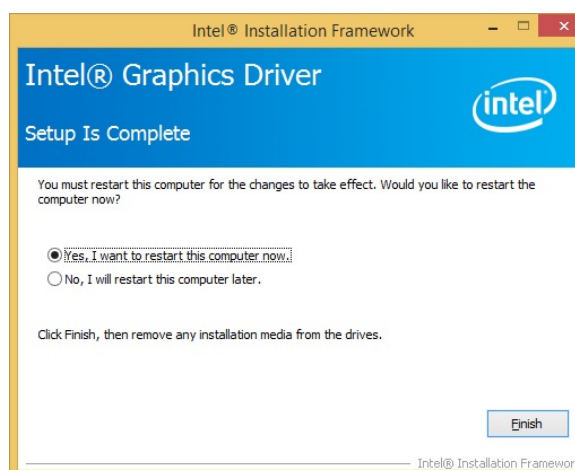 Intel® Installation Framework
Intel® Graphics Driver
intel
Setup Is Complete
You must restart this computer for the changes to take effect. Would you like to restart the
computer now?
Yes, I want to restart this computer now.
No, I will restart this computer later.
Click Finish, then remove any installation media from the drives.
Finish
Intel® Installation Framewor